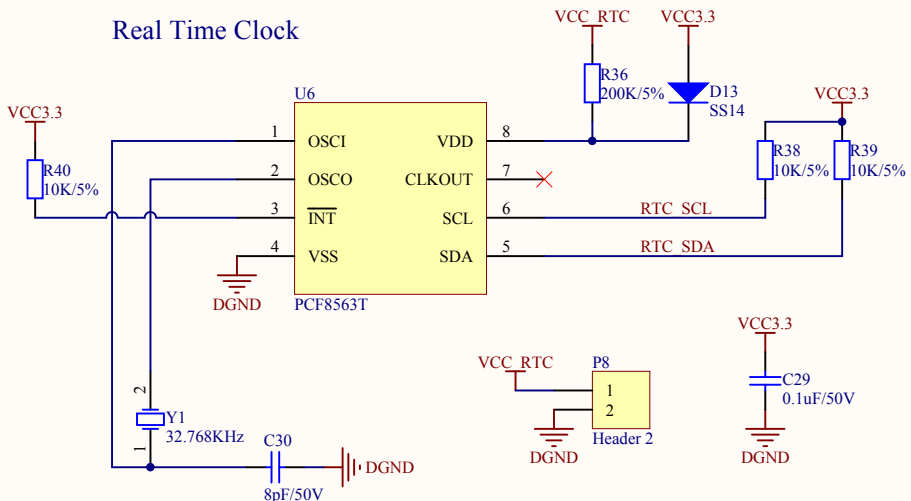 Real Time Clock
VCC_RTC
VCC3.3
R36
200K/5%
D13
SS14
VCC3.3
R40
10K/5%
U6
1
OSCI
VDD
8
2
OSCO
CLKOUT
7
3
INT
SCL
6
4
VSS
SDA
5
PCF8563T
DGND
RTC_SCL
RTC_SDA
VCC3.3
R38
10K/5%
R39
10K/5%
2
Y1
32.768KHz
1
C30
8pF/50V
DGND
VCC_RTC
P8
1
2
Header 2
DGND
VCC3.3
C29
0.1uF/50V
DGND